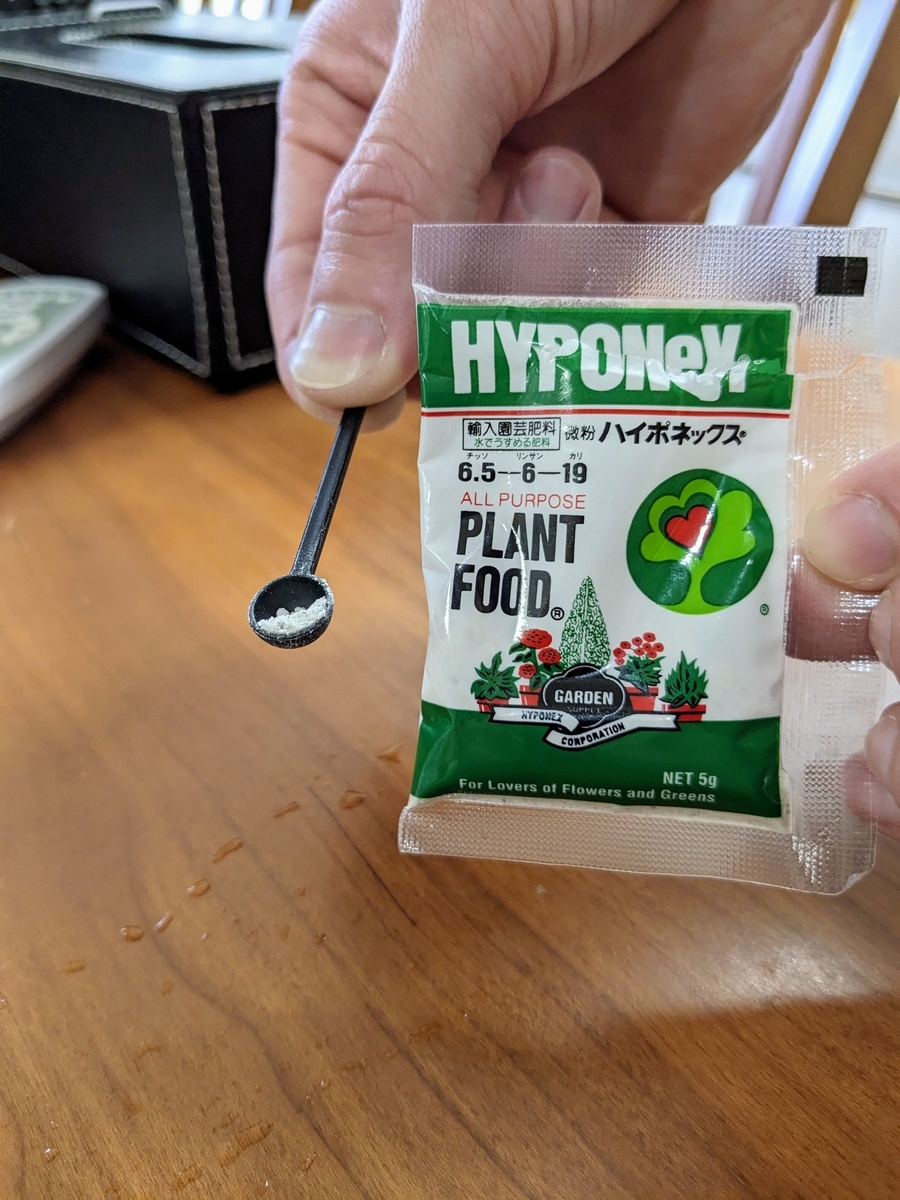 HYPONeX®
輸入園芸肥料
水でうすめる肥料
微粉 ハイポネックス®
チッソ リンサン カリ
6.5—6—19
ALL PURPOSE
PLANT
FOOD®
®
GARDEN
SUPPLY
HYPONEX
CORPORATION
NET 5g
For Lovers of Flowers and Greens